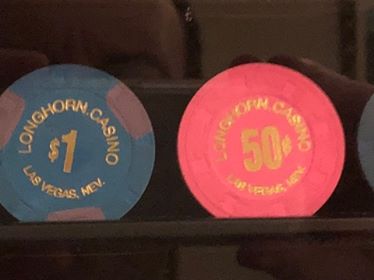 LONGHORN CASINO
$1
LAS VEGAS, NEV.
LONGHORN CASINO
50¢
LAS VEGAS, NEV.